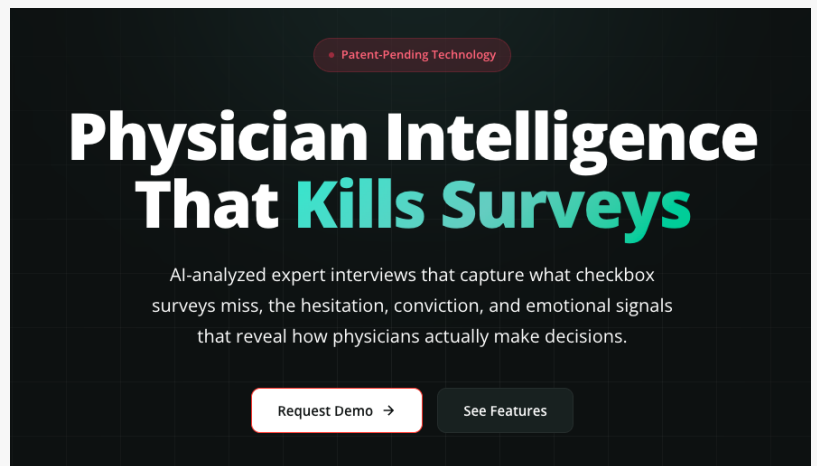 Patent-Pending Technology
Physician Intelligence
That Kills Surveys
AI-analyzed expert interviews that capture what checkbox
surveys miss, the hesitation, conviction, and emotional signals
that reveal how physicians actually make decisions.
Request Demo →
See Features